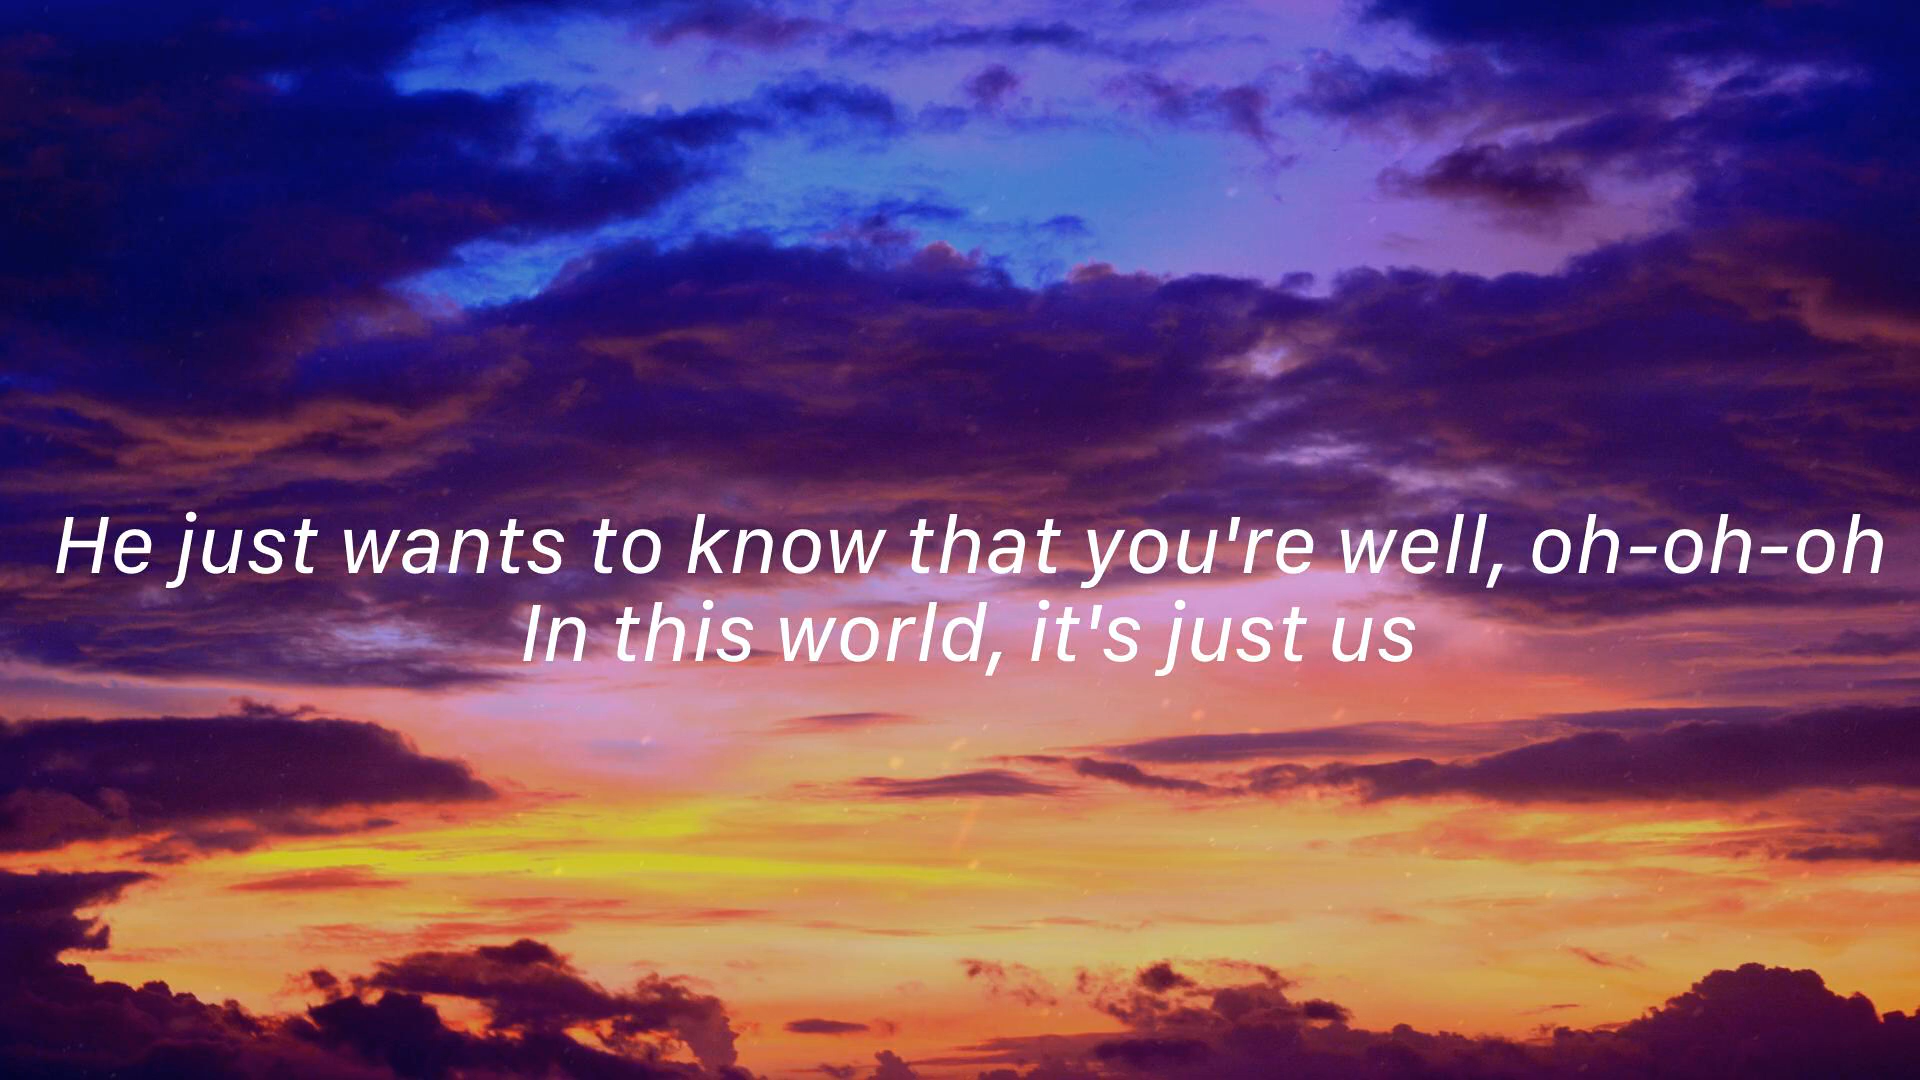 He just wants to know that you're well, oh-oh-oh
In this world, it's just us